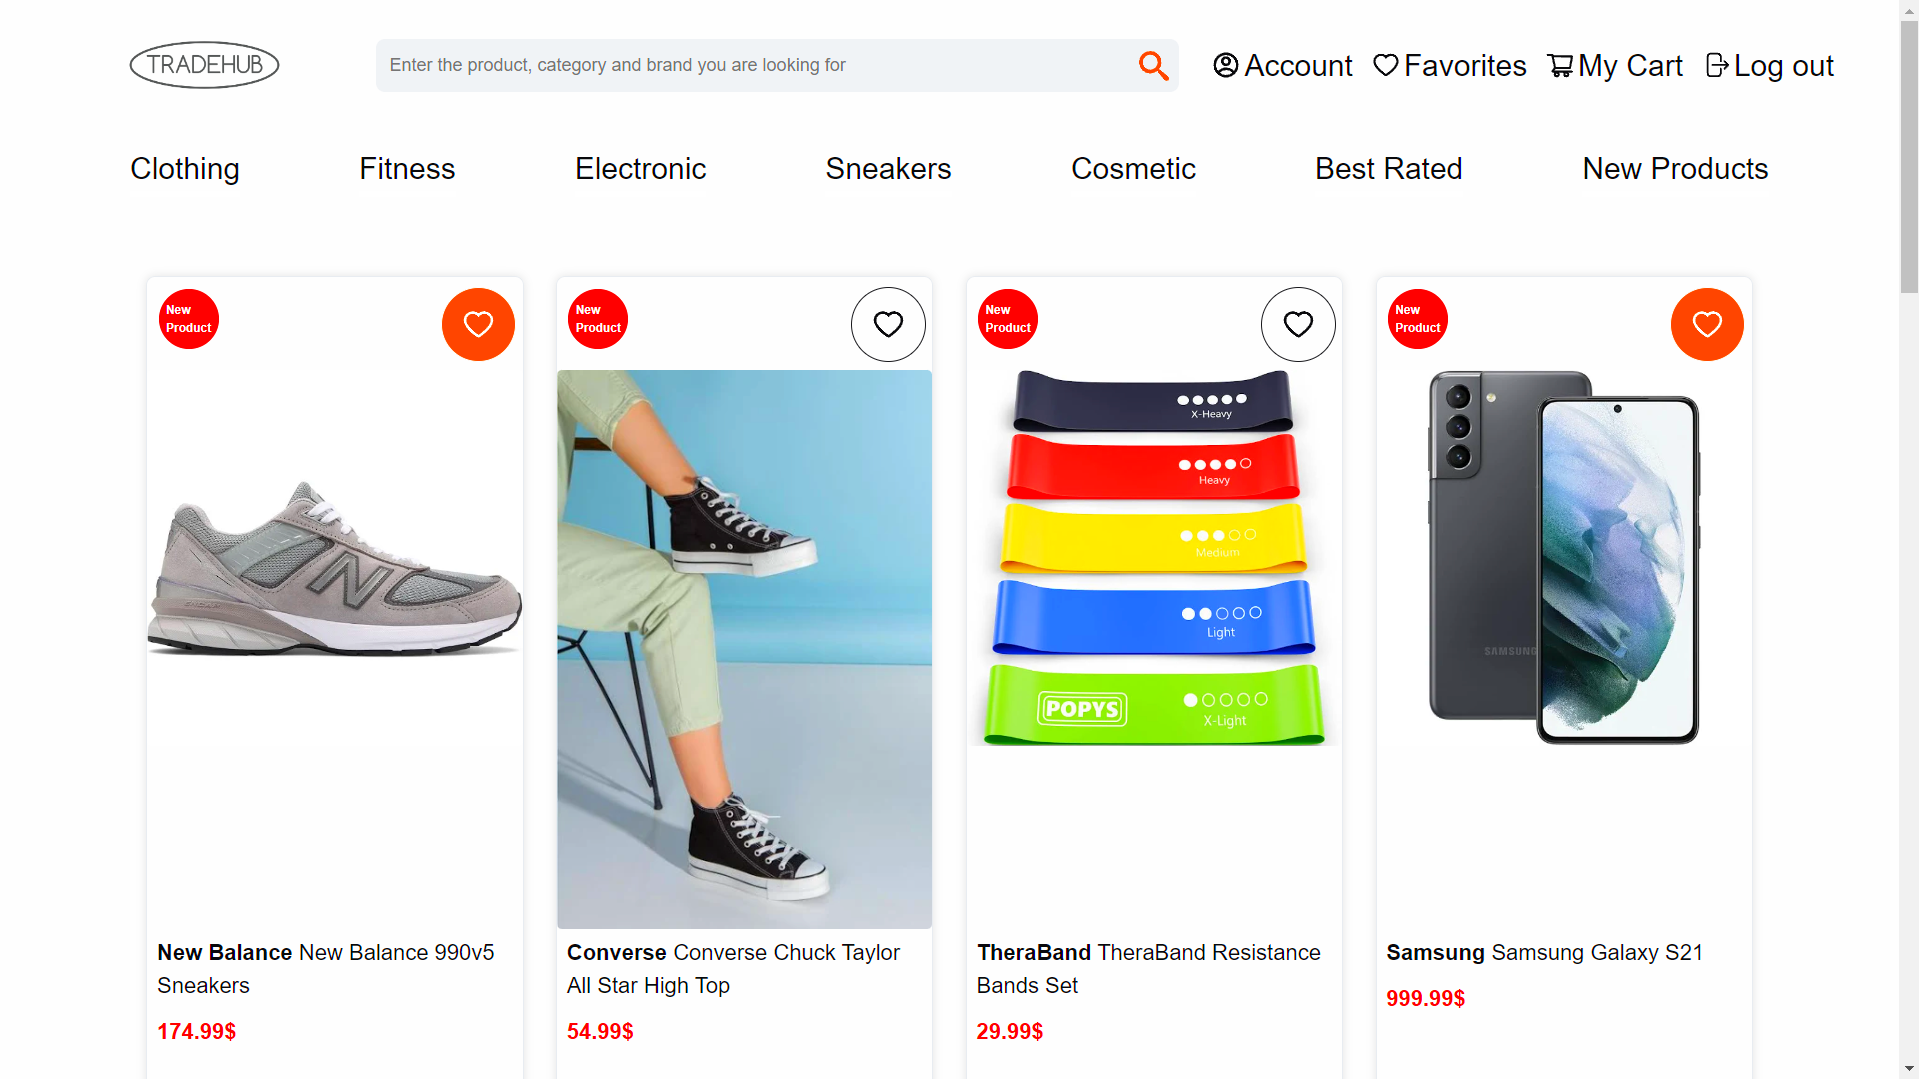 TRADEHUB
Enter the product, category and brand you are looking for
Account
Favorites
My Cart
Log out
Clothing
Fitness
Electronic
Sneakers
Cosmetic
Best Rated
New Products
New
Product
New
Product
New
Product
New
Product
N
X-Heavy
Heavy
Medium
Light
POPYS
X-Light
SAMSUNG
New Balance New Balance 990v5
Sneakers
174.99$
Converse Converse Chuck Taylor
All Star High Top
54.99$
TheraBand TheraBand Resistance
Bands Set
29.99$
Samsung Samsung Galaxy S21
999.99$